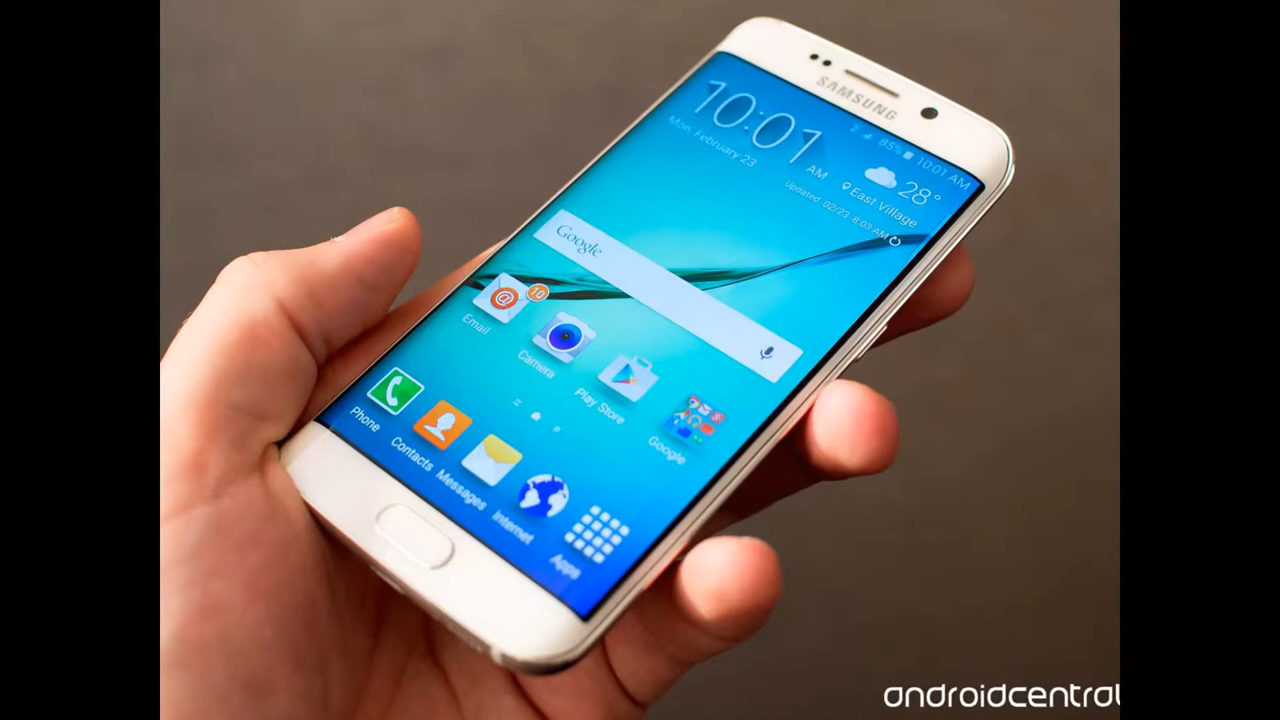 SAMSUNG
85% 10:01 AM
10:01 AM
Mon, February 23
28°
East Village
Updated 02/23 8:03 AM
Google
10
@
Email
Camera
Play Store
Google
Phone
Contacts
Messages
Internet
Apps
androidcentral